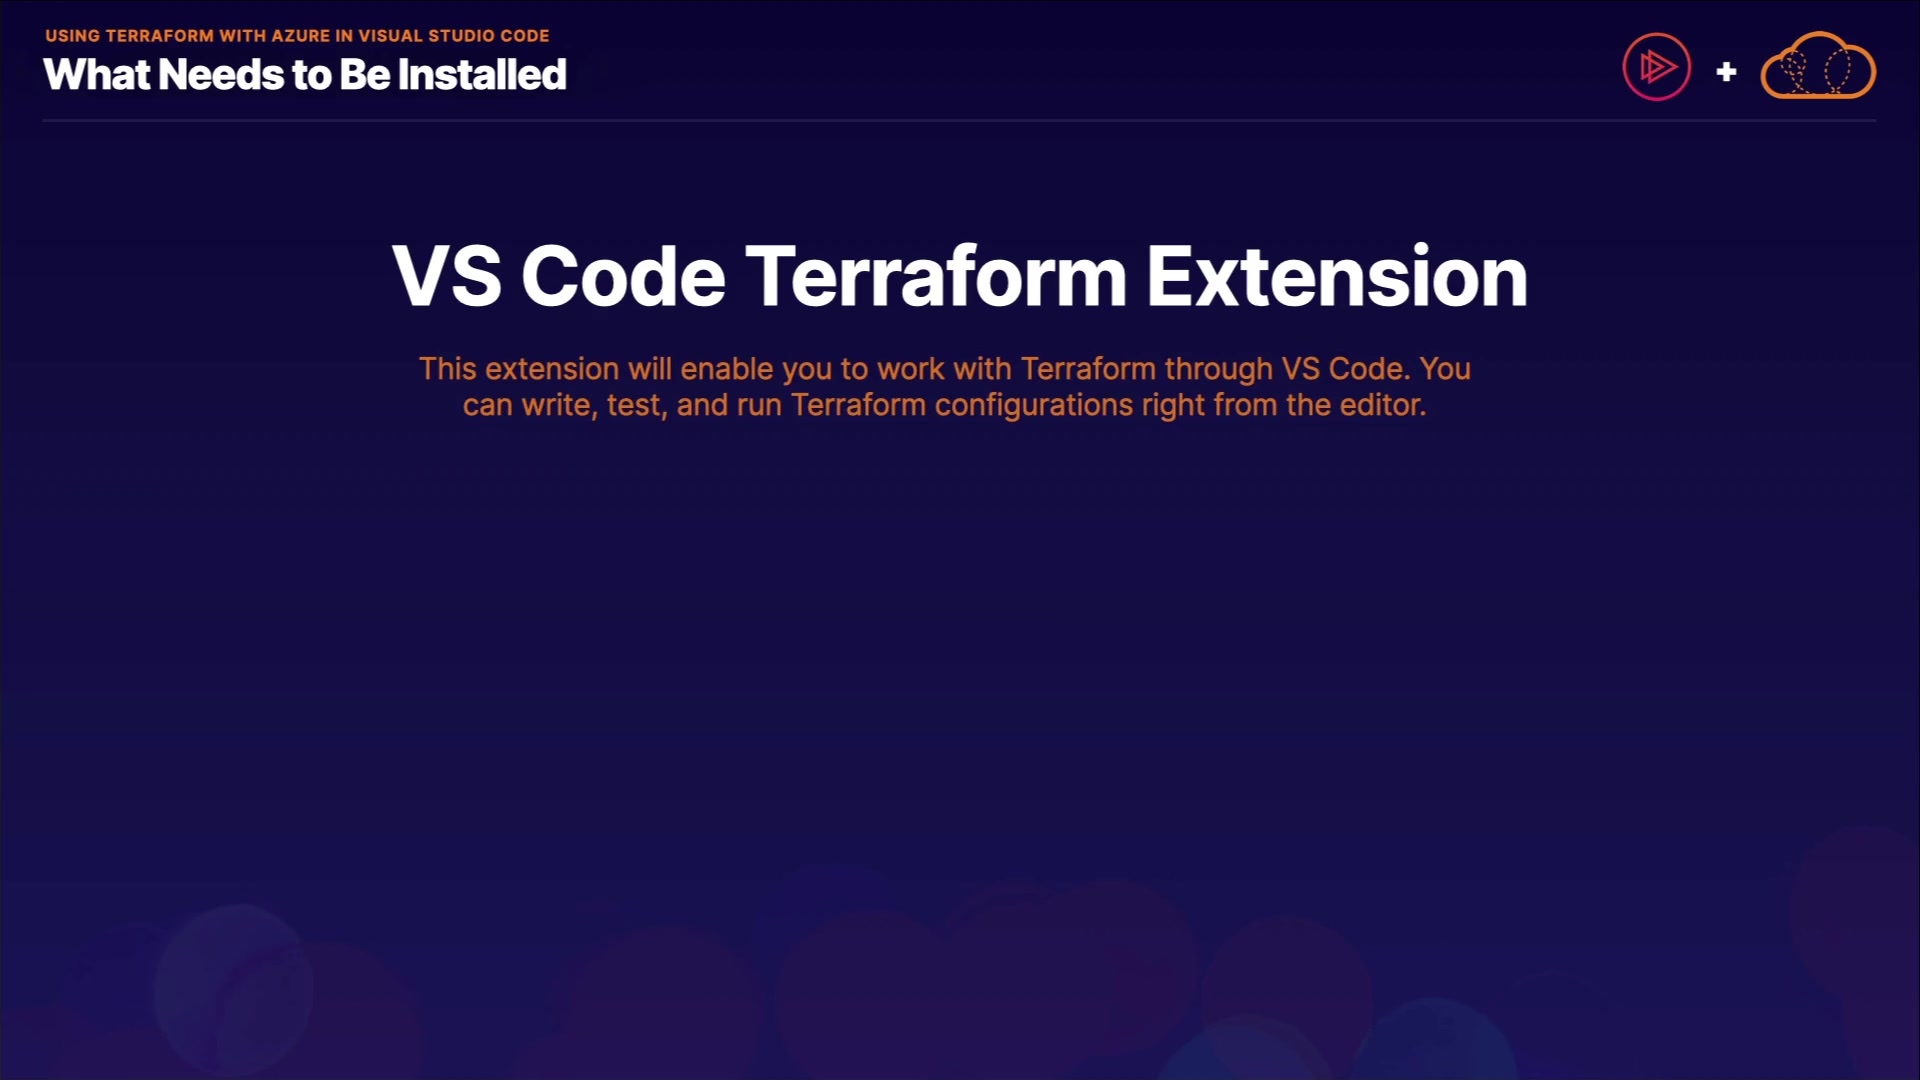 USING TERRAFORM WITH AZURE IN VISUAL STUDIO CODE
What Needs to Be Installed
+
VS Code Terraform Extension
This extension will enable you to work with Terraform through VS Code. You
can write, test, and run Terraform configurations right from the editor.